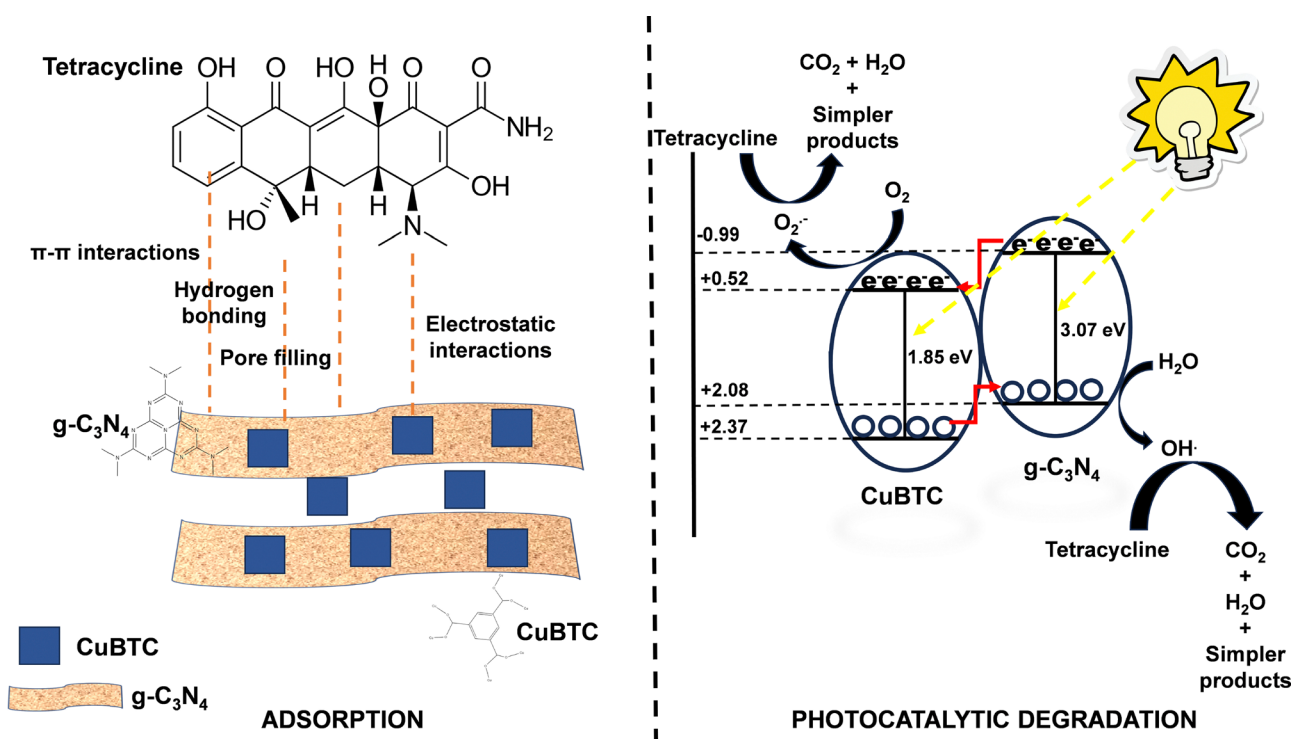 Tetracycline
OH
O
HO
H
O
O
O
NH₂
OH
HO
H
H
N
π-π interactions
Hydrogen
bonding
Pore filling
Electrostatic
interactions
g-C₃N₄
N
N
N
N
N
N
N
N
N
N
CuBTC
CuBTC
g-C₃N₄
ADSORPTION
CO₂ + H₂O
+
Simpler
products
Tetracycline
O₂
O₂·-
-0.99
+0.52
+2.08
+2.37
e⁻e⁻e⁻e⁻
e⁻e⁻e⁻e⁻
1.85 eV
3.07 eV
H₂O
OH·
CuBTC
g-C₃N₄
Tetracycline
CO₂
+
H₂O
+
Simpler
products
PHOTOCATALYTIC DEGRADATION